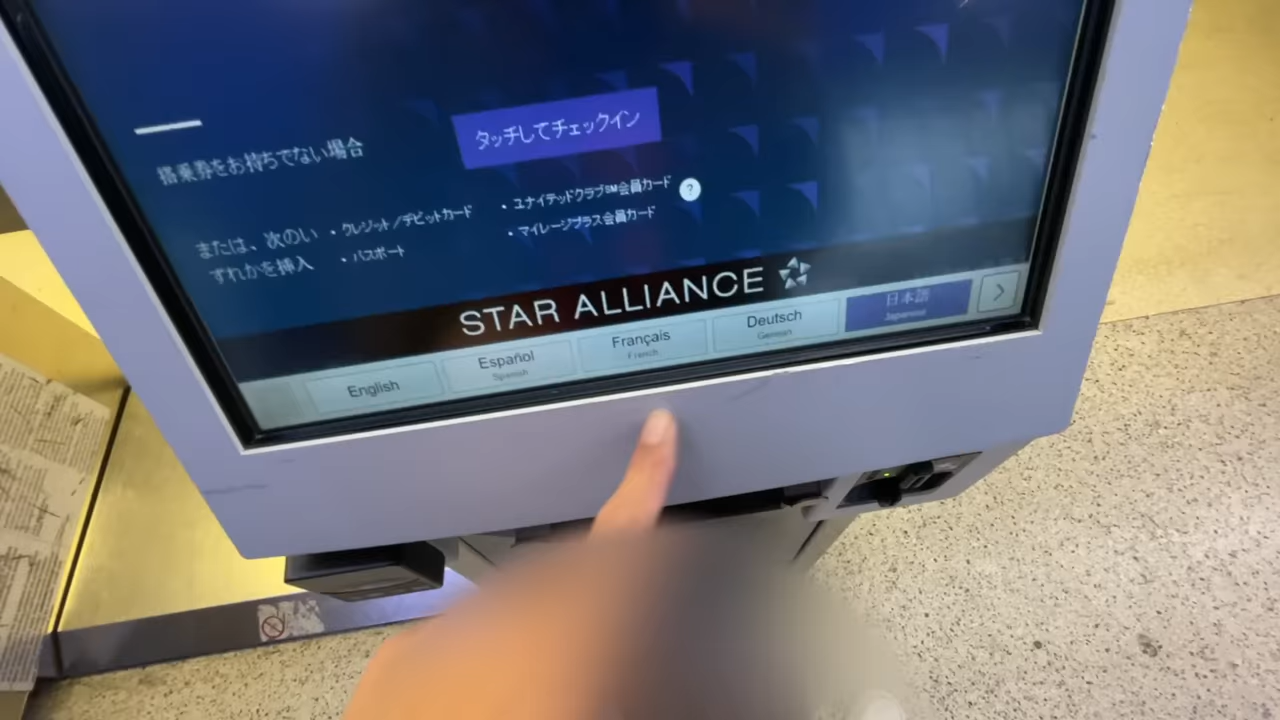 タッチしてチェックイン
搭乗券をお持ちでない場合
または、次のい
ずれかを挿入
・クレジット/デビットカード
・パスポート
・ユナイテッドクラブSM会員カード ?
・マイレージプラス会員カード
STAR ALLIANCE
English
Español
Spanish
Français
French
Deutsch
German
日本語
Japanese
>